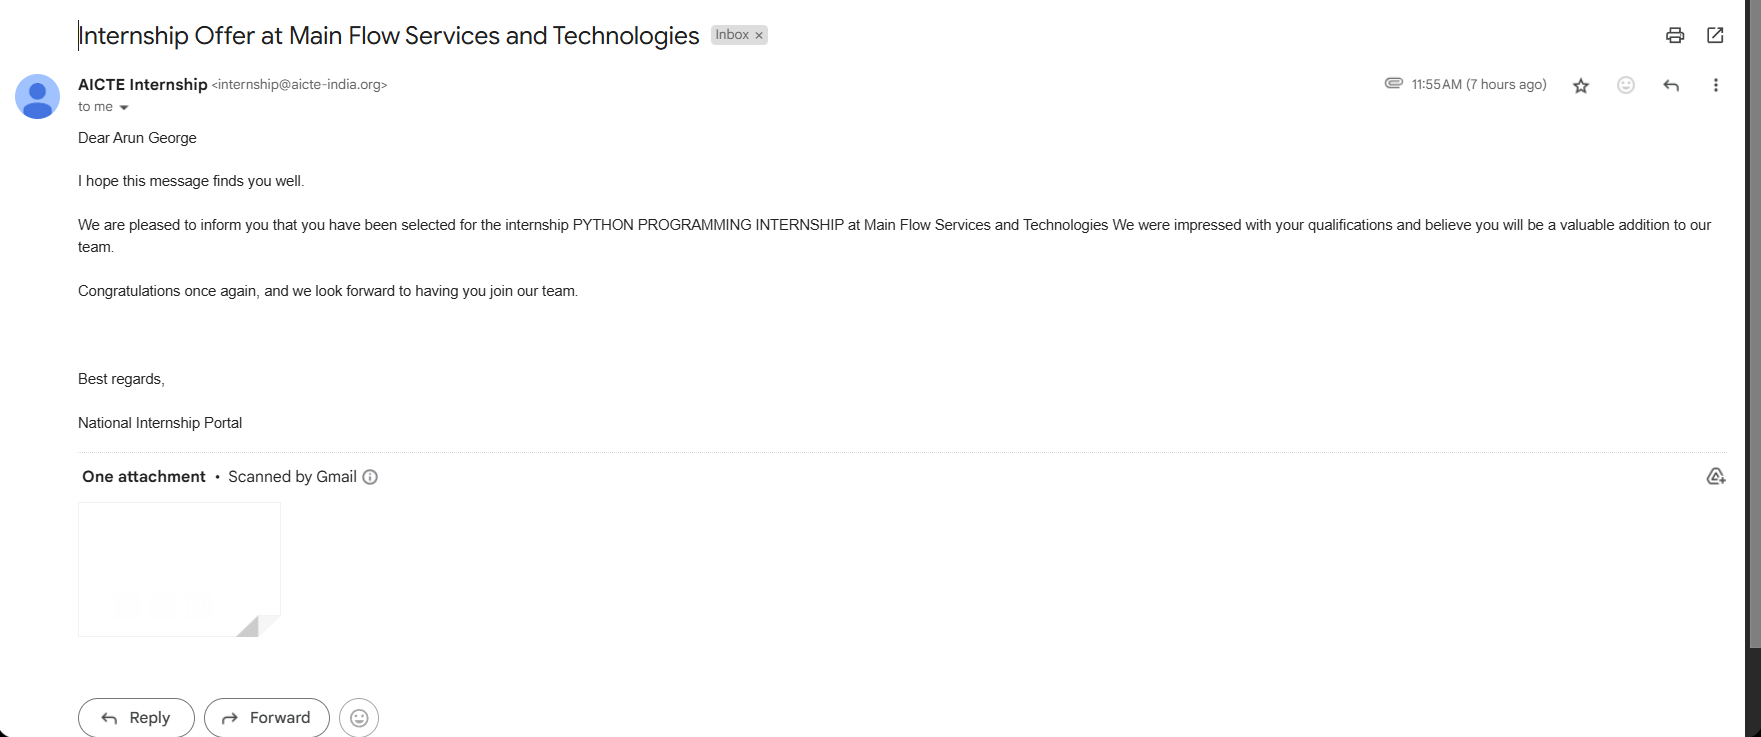 Internship Offer at Main Flow Services and Technologies Inbox ×
AICTE Internship <internship@aicte-india.org> 11:55 AM (7 hours ago)
to me
Dear Arun George
I hope this message finds you well.
We are pleased to inform you that you have been selected for the internship PYTHON PROGRAMMING INTERNSHIP at Main Flow Services and Technologies We were impressed with your qualifications and believe you will be a valuable addition to our
team.
Congratulations once again, and we look forward to having you join our team.
Best regards,
National Internship Portal
One attachment • Scanned by Gmail
Reply Forward